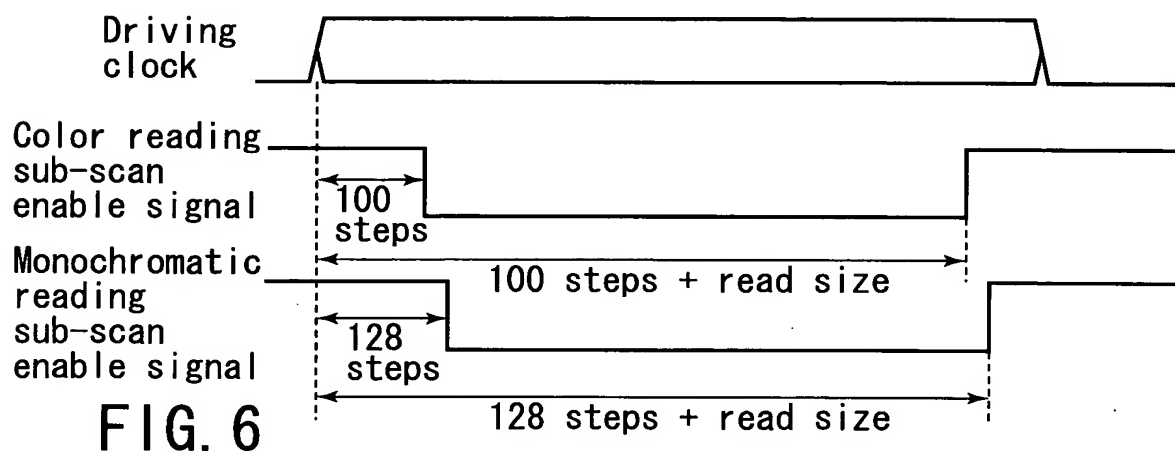 Driving
clock
Color reading
sub-scan
enable signal
100
steps
100 steps + read size
Monochromatic
reading
sub-scan
enable signal
128
steps
128 steps + read size
FIG. 6